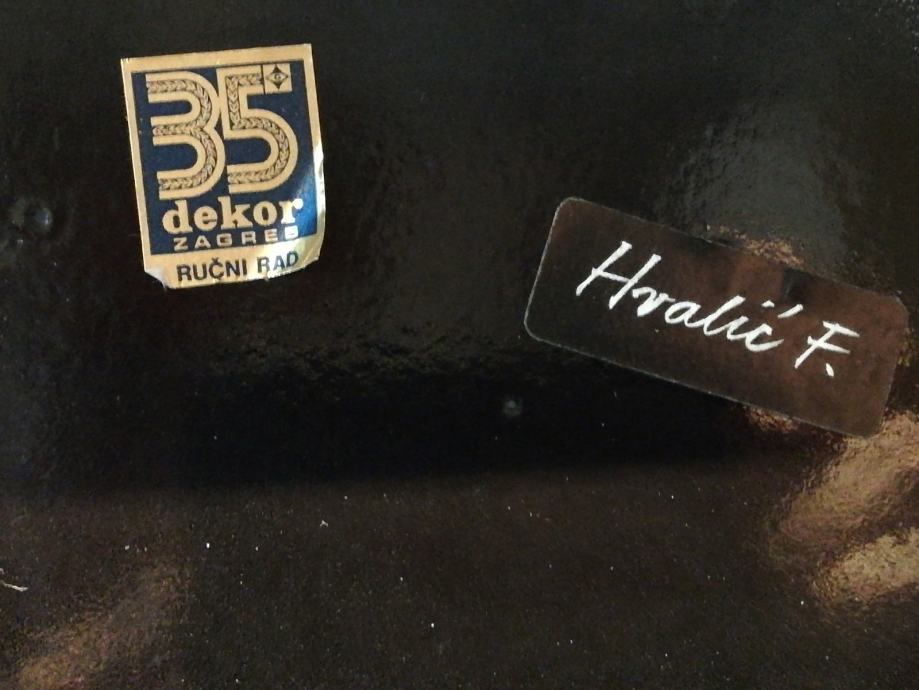 35
dekor
ZAGREB
RUČNI RAD
Hvalić F.